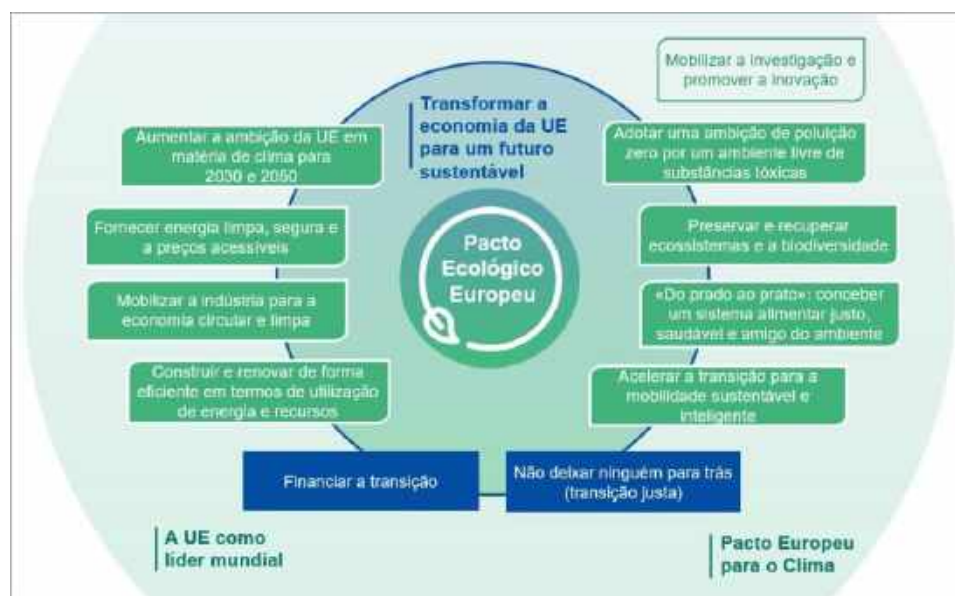 Mobilizar a investigação e
promover a inovação
Transformar a
economia da UE
para um futuro
sustentável
Aumentar a ambição da UE em
matéria de clima para
2030 e 2050
Adotar uma ambição de poluição
zero por um ambiente livre de
substâncias tóxicas
Fornecer energia limpa, segura e
a preços acessíveis
Preservar e recuperar
ecossistemas e a biodiversidade
Pacto
Ecológico
Europeu
Mobilizar a indústria para a
economia circular e limpa
«Do prado ao prato»: conceber
um sistema alimentar justo,
saudável e amigo do ambiente
Construir e renovar de forma
eficiente em termos de utilização
de energia e recursos
Acelerar a transição para a
mobilidade sustentável e
inteligente
Financiar a transição
Não deixar ninguém para trás
(transição justa)
A UE como
líder mundial
Pacto Europeu
para o Clima